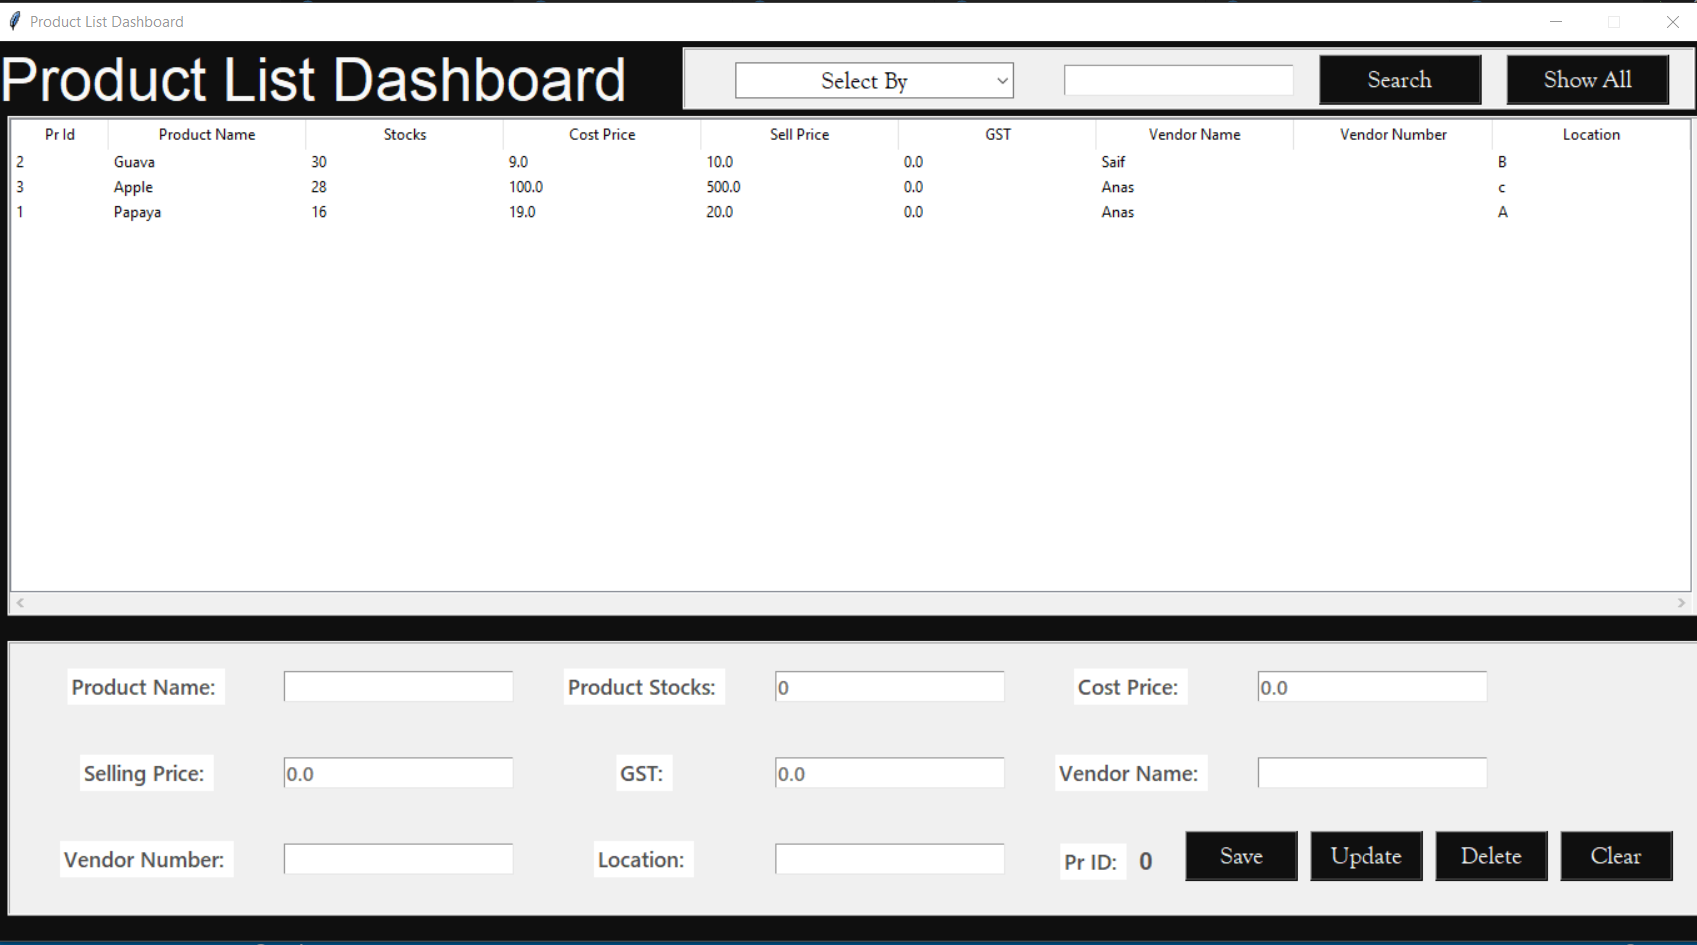 Product List Dashboard
Product List Dashboard Select By Search Show All
Pr Id Product Name Stocks Cost Price Sell Price GST Vendor Name Vendor Number Location
2 Guava 30 9.0 10.0 0.0 Saif B
3 Apple 28 100.0 500.0 0.0 Anas c
1 Papaya 16 19.0 20.0 0.0 Anas A
Product Name: Product Stocks: 0 Cost Price: 0.0
Selling Price: 0.0 GST: 0.0 Vendor Name:
Vendor Number: Location: Pr ID: 0 Save Update Delete Clear